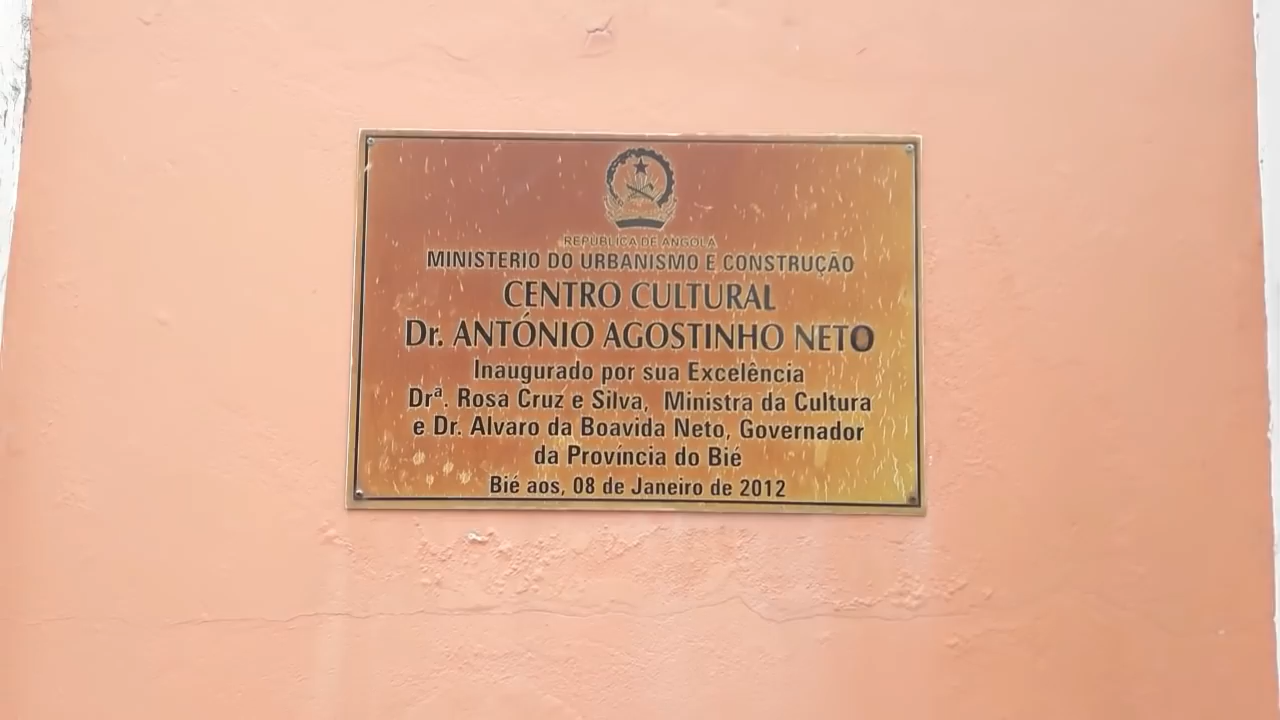 REPÚBLICA DE ANGOLA
MINISTERIO DO URBANISMO E CONSTRUÇÃO
CENTRO CULTURAL
Dr. ANTÓNIO AGOSTINHO NETO
Inaugurado por sua Excelência
Drª. Rosa Cruz e Silva, Ministra da Cultura
e Dr. Alvaro da Boavida Neto, Governador
da Província do Bié
Bié aos, 08 de Janeiro de 2012